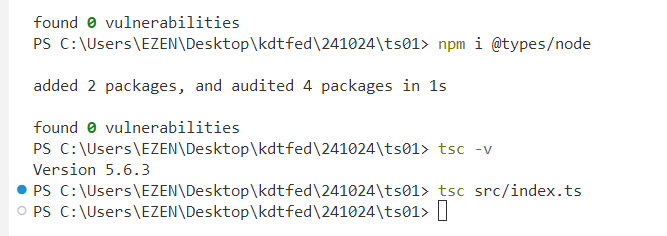 found 0 vulnerabilities
PS C:\Users\EZEN\Desktop\kdtfed\241024\ts01> npm i @types/node
added 2 packages, and audited 4 packages in 1s
found 0 vulnerabilities
PS C:\Users\EZEN\Desktop\kdtfed\241024\ts01> tsc -v
Version 5.6.3
PS C:\Users\EZEN\Desktop\kdtfed\241024\ts01> tsc src/index.ts
PS C:\Users\EZEN\Desktop\kdtfed\241024\ts01>